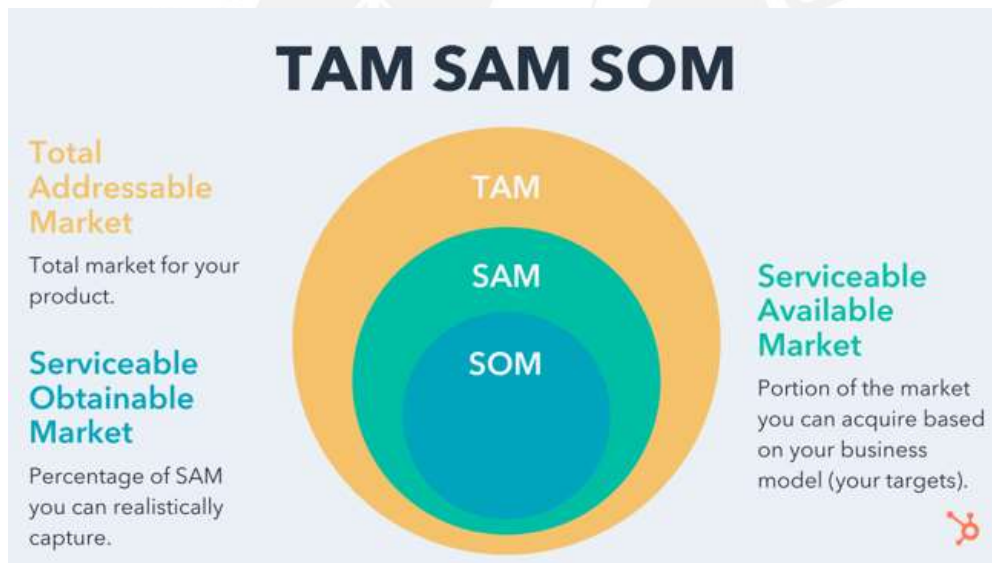 TAM SAM SOM
Total
Addressable
Market
Total market for your
product.
Serviceable
Obtainable
Market
Percentage of SAM
you can realistically
capture.
TAM
SAM
SOM
Serviceable
Available
Market
Portion of the market
you can acquire based
on your business
model (your targets).